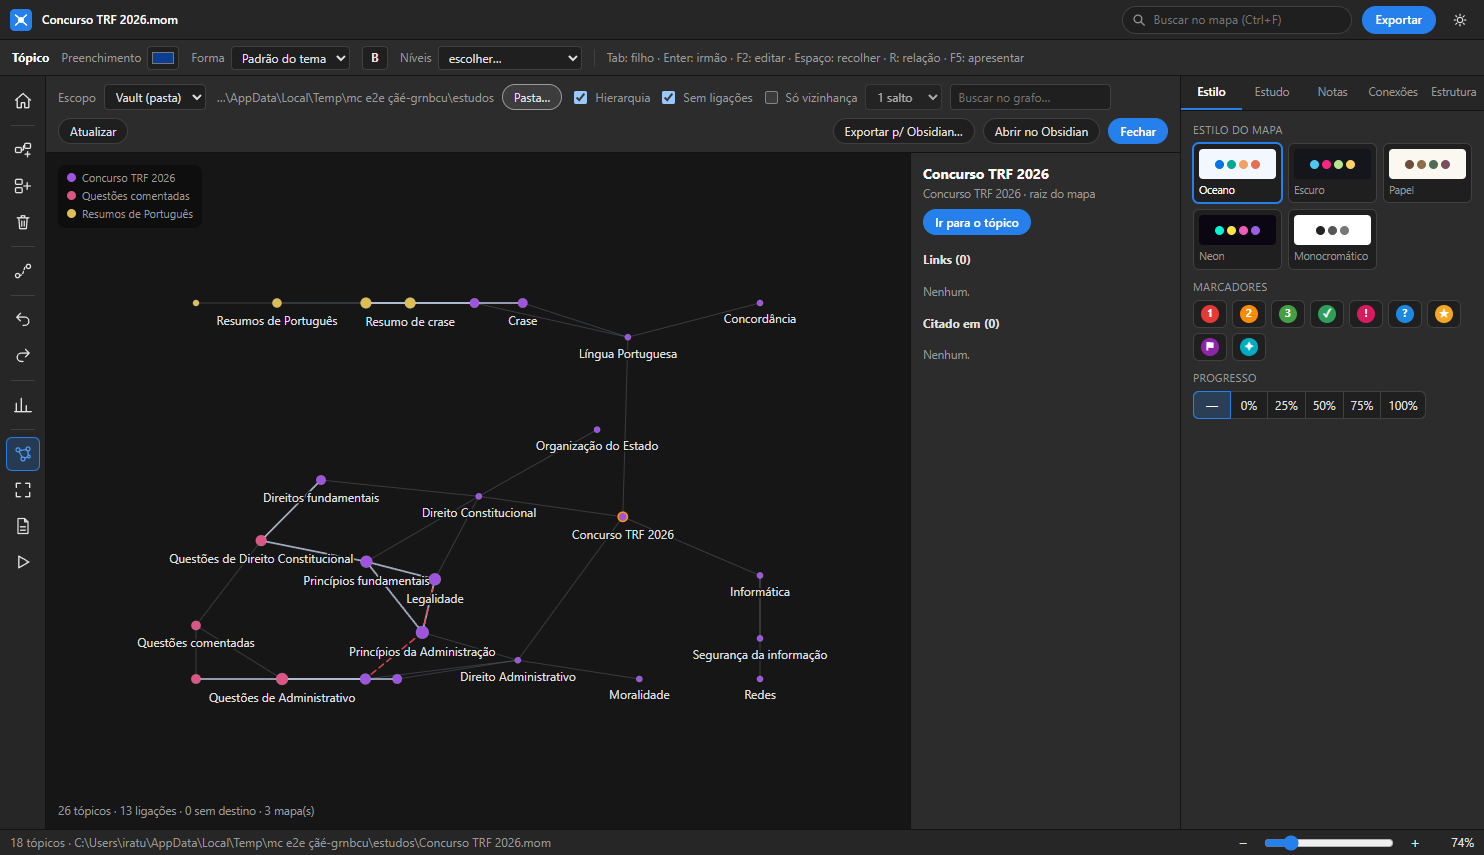 Concurso TRF 2026.mom
Buscar no mapa (Ctrl+F)
Exportar
Tópico
Preenchimento
Forma
Padrão do tema
B
Níveis
escolher...
Tab: filho · Enter: irmão · F2: editar · Espaço: recolher · R: relação · F5: apresentar
Escopo
Vault (pasta)
...\AppData\Local\Temp\mc e2e çãé-grnbcu\estudos
Pasta...
Hierarquia
Sem ligações
Só vizinhança
1 salto
Buscar no grafo...
Atualizar
Exportar p/ Obsidian...
Abrir no Obsidian
Fechar
Concurso TRF 2026
Questões comentadas
Resumos de Português
Resumos de Português
Resumo de crase
Crase
Concordância
Língua Portuguesa
Organização do Estado
Direitos fundamentais
Direito Constitucional
Concurso TRF 2026
Questões de Direito Constitucional
Princípios fundamentais
Legalidade
Informática
Questões comentadas
Princípios da Administração
Segurança da informação
Direito Administrativo
Questões de Administrativo
Moralidade
Redes
26 tópicos · 13 ligações · 0 sem destino · 3 mapa(s)
Concurso TRF 2026
Concurso TRF 2026 · raiz do mapa
Ir para o tópico
Links (0)
Nenhum.
Citado em (0)
Nenhum.
Estilo
Estudo
Notas
Conexões
Estrutura
ESTILO DO MAPA
Oceano
Escuro
Papel
Neon
Monocromático
MARCADORES
1
2
3
!
?
PROGRESSO
—
0%
25%
50%
75%
100%
18 tópicos · C:\Users\iratu\AppData\Local\Temp\mc e2e çãé-grnbcu\estudos\Concurso TRF 2026.mom
−
+
74%